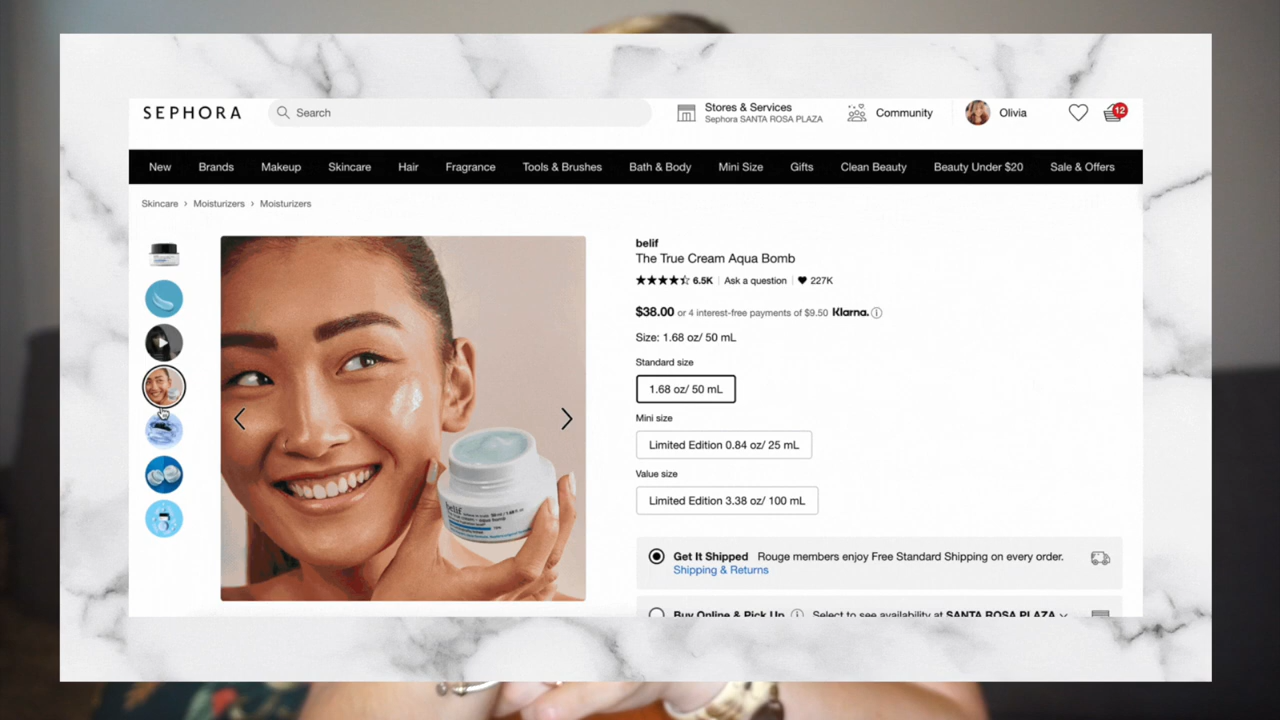 SEPHORA
Search
Stores & Services
Sephora SANTA ROSA PLAZA
Community
Olivia
12
New Brands Makeup Skincare Hair Fragrance Tools & Brushes Bath & Body Mini Size Gifts Clean Beauty Beauty Under $20 Sale & Offers
Skincare › Moisturizers › Moisturizers
belif
The True Cream Aqua Bomb
6.5K Ask a question 227K
$38.00 or 4 interest-free payments of $9.50 Klarna.
Size: 1.68 oz/ 50 mL
Standard size
1.68 oz/ 50 mL
Mini size
Limited Edition 0.84 oz/ 25 mL
Value size
Limited Edition 3.38 oz/ 100 mL
Get It Shipped Rouge members enjoy Free Standard Shipping on every order.
Shipping & Returns
Buy Online & Pick Up Select to see availability at SANTA ROSA PLAZA
belif